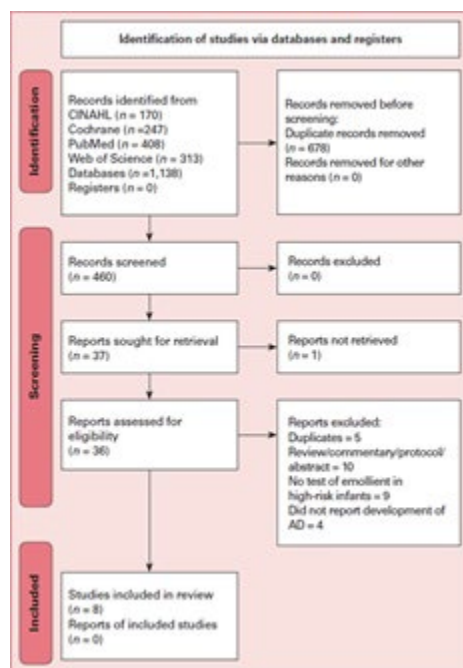 Identification of studies via databases and registers
Identification
Records identified from
CINAHL (n = 170)
Cochrane (n =247)
PubMed (n = 408)
Web of Science (n = 313)
Databases (n =1,138)
Registers (n = 0)
Records removed before
screening:
Duplicate records removed
(n = 678)
Records removed for other
reasons (n = 0)
Screening
Records screened
(n = 460)
Records excluded
(n = 0)
Reports sought for retrieval
(n = 37)
Reports not retrieved
(n = 1)
Reports assessed for
eligibility
(n = 36)
Reports excluded:
Duplicates = 5
Review/commentary/protocol/
abstract = 10
No test of emollient in
high-risk infants = 9
Did not report development of
AD = 4
Included
Studies included in review
(n = 8)
Reports of included studies
(n = 0)